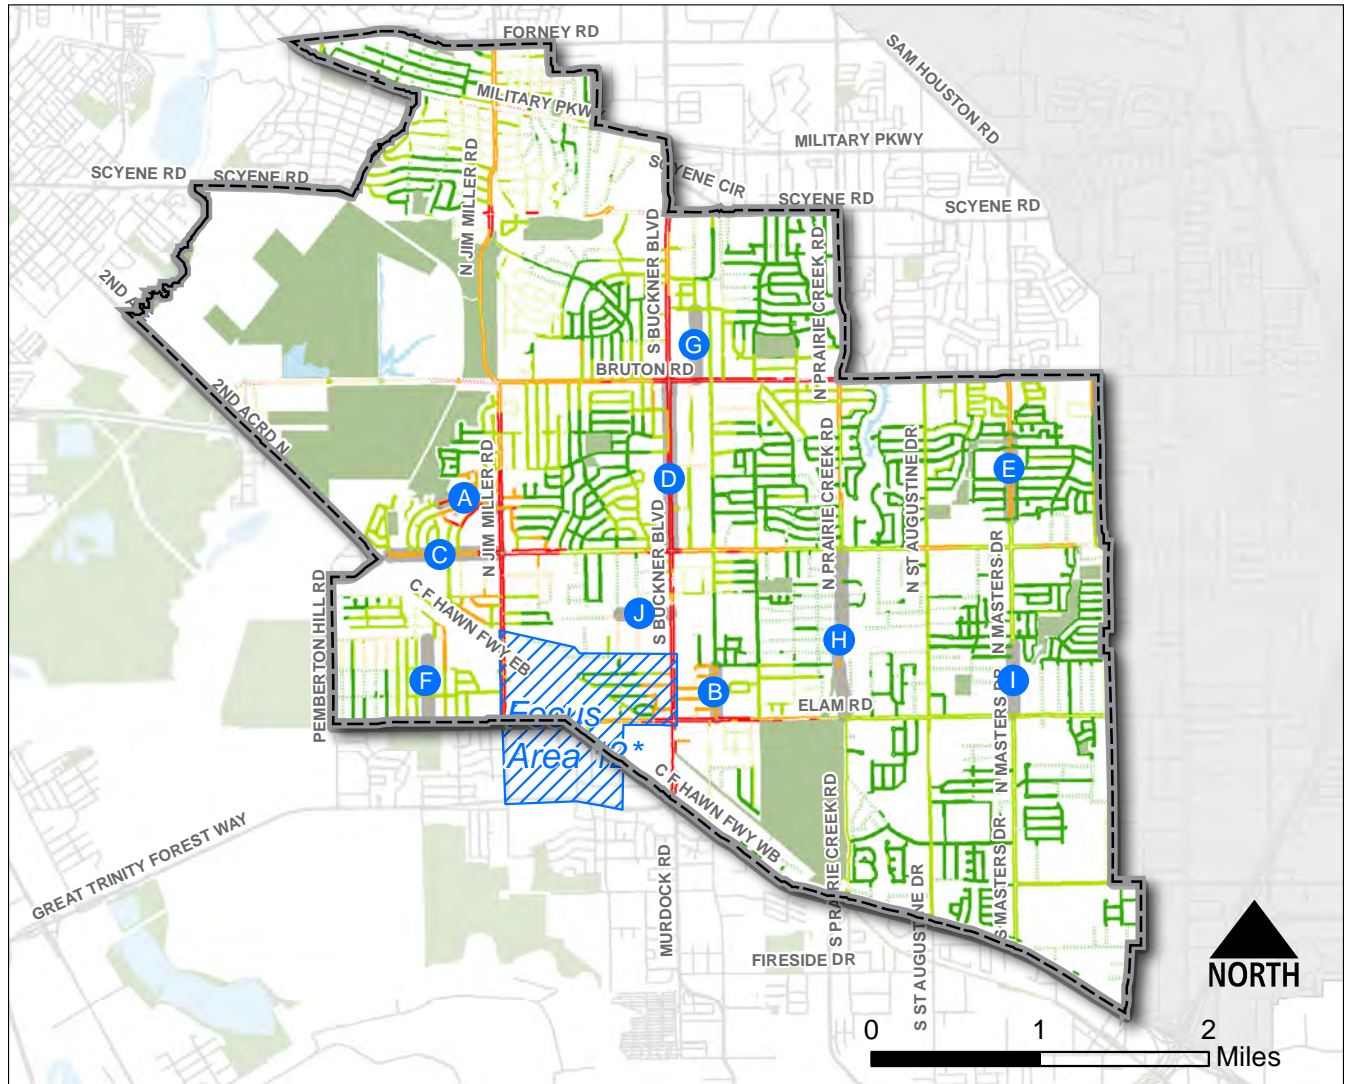 FORNEY RD
SAM HOUSTON RD
MILITARY PKW
MILITARY PKWY
SCYENE CIR
SCYENE RD
SCYENE RD
SCYENE RD
SCYENE RD
N JIM MILLER RD
S BUCKNER BLVD
N PRAIRIE CREEK RD
2ND A
G
BRUTON RD
2ND ACRD N
N JIM MILLER RD
N PRAIRIE CREEK RD
N ST AUGUSTINE DR
E
D
A
S BUCKNER BLVD
C
N MASTERS DR
PEMBERTON HILL RD
C F HAWN FWY EB
J
H
F
B
I
ELAM RD
N MASTERS DR
Focus
Area 12*
C F HAWN FWY WB
GREAT TRINITY FOREST WAY
MURDOCK RD
S PRAIRIE CREEK RD
S ST AUGUSTINE DR
S MASTERS DR
FIRESIDE DR
NORTH
0 1 2
Miles